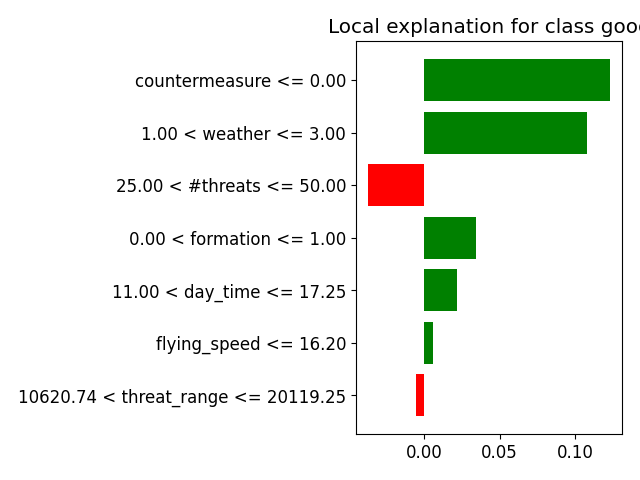 Local explanation for class good
countermeasure <= 0.00
1.00 < weather <= 3.00
25.00 < #threats <= 50.00
0.00 < formation <= 1.00
11.00 < day_time <= 17.25
flying_speed <= 16.20
10620.74 < threat_range <= 20119.25
0.00 0.05 0.10